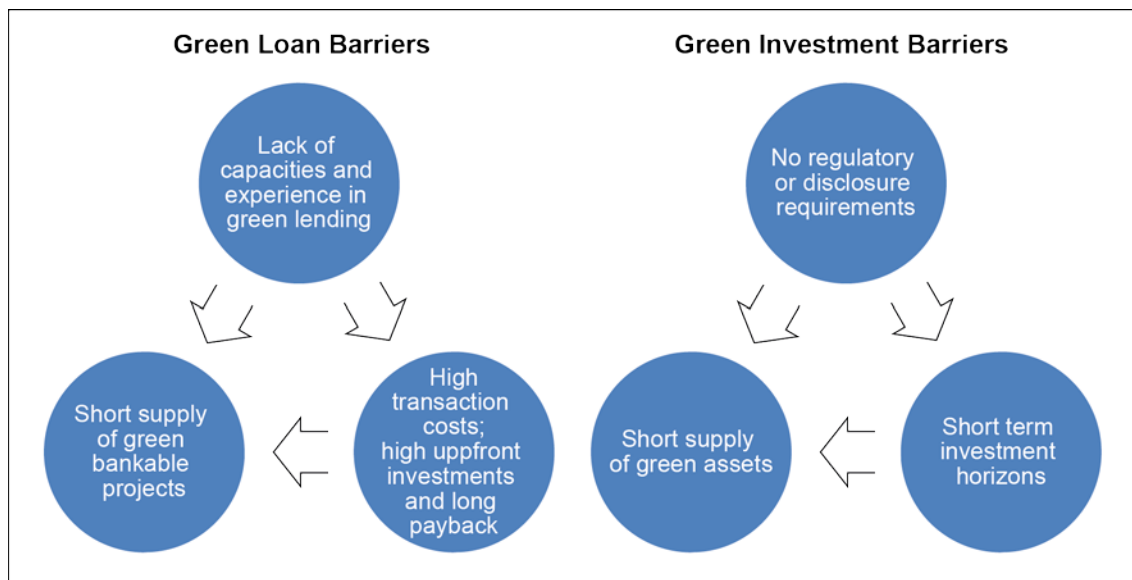 Green Loan Barriers
Green Investment Barriers
Lack of
capacities and
experience in
green lending
No regulatory
or disclosure
requirements
Short supply
of green
bankable
projects
High
transaction
costs;
high uppfront
investments
and long
payback
Short supply
of green assets
Short term
investment
horizons